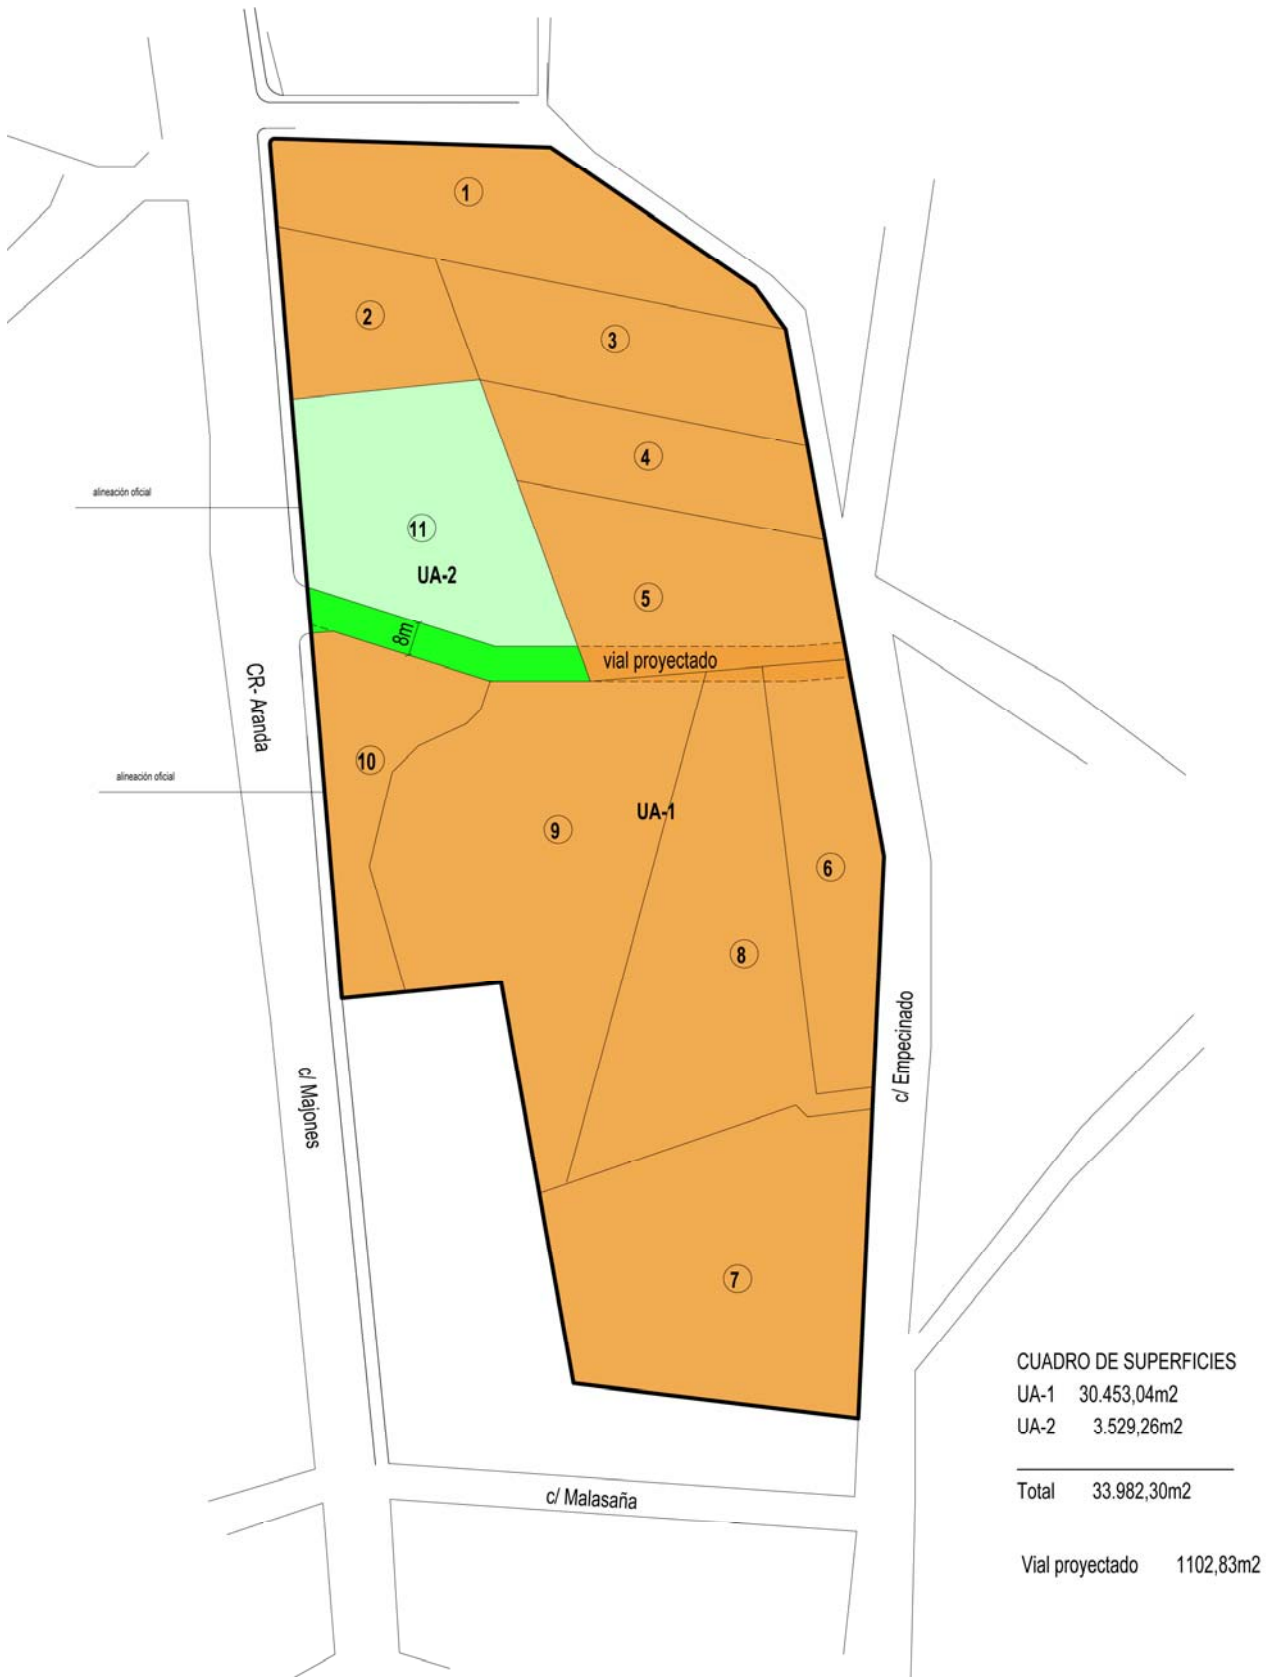 1
2
3
4
alineación oficial
11
UA-2
5
8m
vial proyectado
CR- Aranda
10
alineación oficial
UA-1
9
6
8
c/ Empecinado
c/ Majones
7
CUADRO DE SUPERFICIES
UA-1 30.453,04m2
UA-2 3.529,26m2
Total 33.982,30m2
c/ Malasaña
Vial proyectado 1102,83m2